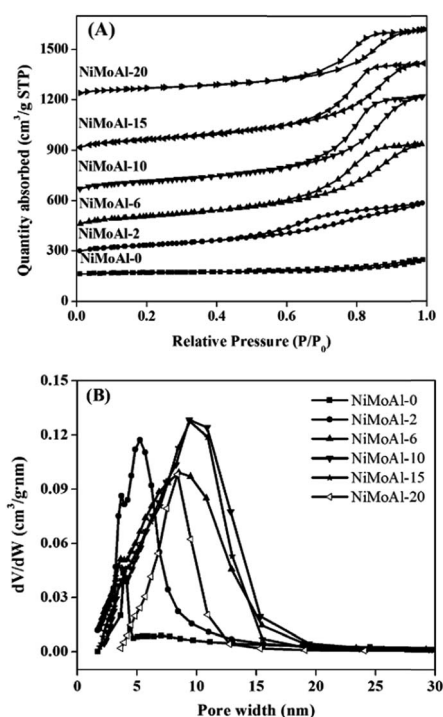 (A)
1500
1200
900
600
300
0
Quantity absorbed (cm³/g STP)
NiMoAl-20
NiMoAl-15
NiMoAl-10
NiMoAl-6
NiMoAl-2
NiMoAl-0
0.0 0.2 0.4 0.6 0.8 1.0
Relative Pressure (P/P₀)
(B)
0.15
0.12
0.09
0.06
0.03
0.00
dV/dW (cm³/g·nm)
NiMoAl-0
NiMoAl-2
NiMoAl-6
NiMoAl-10
NiMoAl-15
NiMoAl-20
0 5 10 15 20 25 30
Pore width (nm)